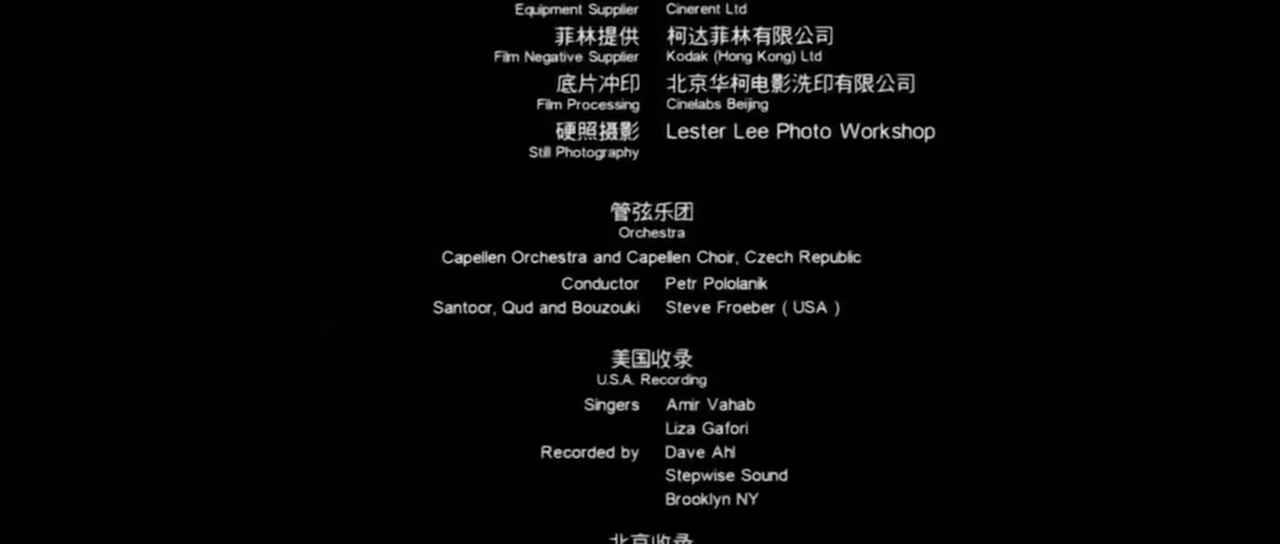 Equipment Supplier Cinerent Ltd
菲林提供 柯达菲林有限公司
Film Negative Supplier Kodak (Hong Kong) Ltd
底片冲印 北京华柯电影洗印有限公司
Film Processing Cinelabs Beijing
硬照摄影 Lester Lee Photo Workshop
Still Photography
管弦乐团
Orchestra
Capellen Orchestra and Capellen Choir, Czech Republic
Conductor Petr Pololanik
Santoor, Qud and Bouzouki Steve Froeber ( USA )
美国收录
U.S.A. Recording
Singers Amir Vahab
Liza Gafori
Recorded by Dave Ahl
Stepwise Sound
Brooklyn NY
北京收录